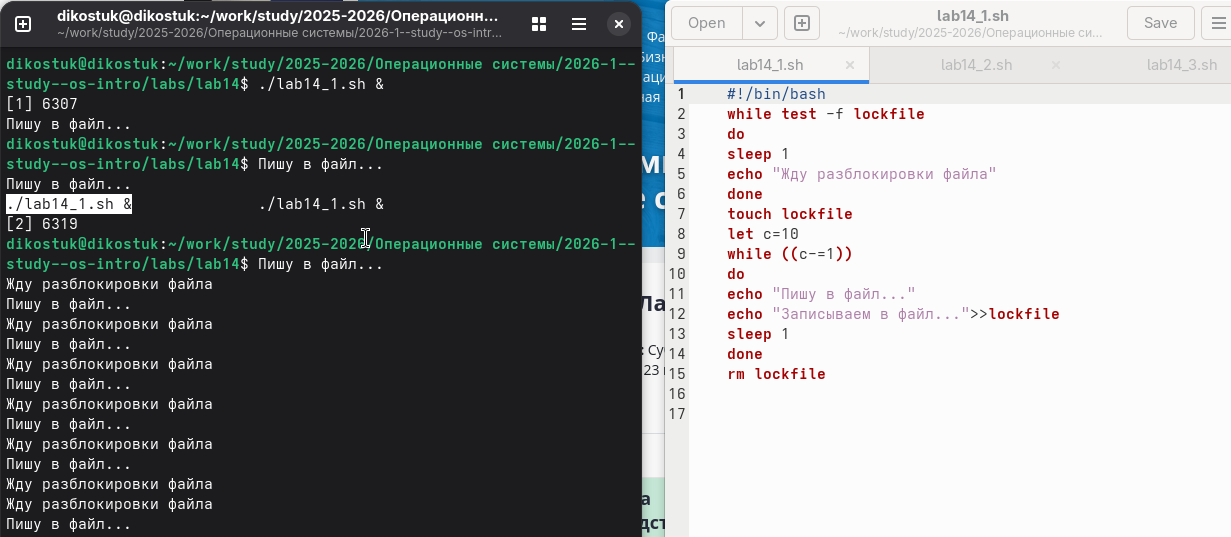 dikostuk@dikostuk:~/work/study/2025-2026/Операционн...
~/work/study/2025-2026/Операционные системы/2026-1--study--os-intr...
dikostuk@dikostuk:~/work/study/2025-2026/Операционные системы/2026-1--
study--os-intro/labs/lab14$ ./lab14_1.sh &
[1] 6307
Пишу в файл...
dikostuk@dikostuk:~/work/study/2025-2026/Операционные системы/2026-1--
study--os-intro/labs/lab14$ Пишу в файл...
Пишу в файл...
./lab14_1.sh & ./lab14_1.sh &
[2] 6319
dikostuk@dikostuk:~/work/study/2025-2026/Операционные системы/2026-1--
study--os-intro/labs/lab14$ Пишу в файл...
Жду разблокировки файла
Пишу в файл...
Жду разблокировки файла
Пишу в файл...
Жду разблокировки файла
Пишу в файл...
Жду разблокировки файла
Пишу в файл...
Жду разблокировки файла
Пишу в файл...
Жду разблокировки файла
Жду разблокировки файла
Пишу в файл...
Open
lab14_1.sh
~/work/study/2025-2026/Операционные си...
Save
lab14_1.sh × lab14_2.sh × lab14_3.sh
1 #!/bin/bash
2 while test -f lockfile
3 do
4 sleep 1
5 echo "Жду разблокировки файла"
6 done
7 touch lockfile
8 let c=10
9 while ((c-=1))
10 do
11 echo "Пишу в файл..."
12 echo "Записываем в файл...">>lockfile
13 sleep 1
14 done
15 rm lockfile
16
17